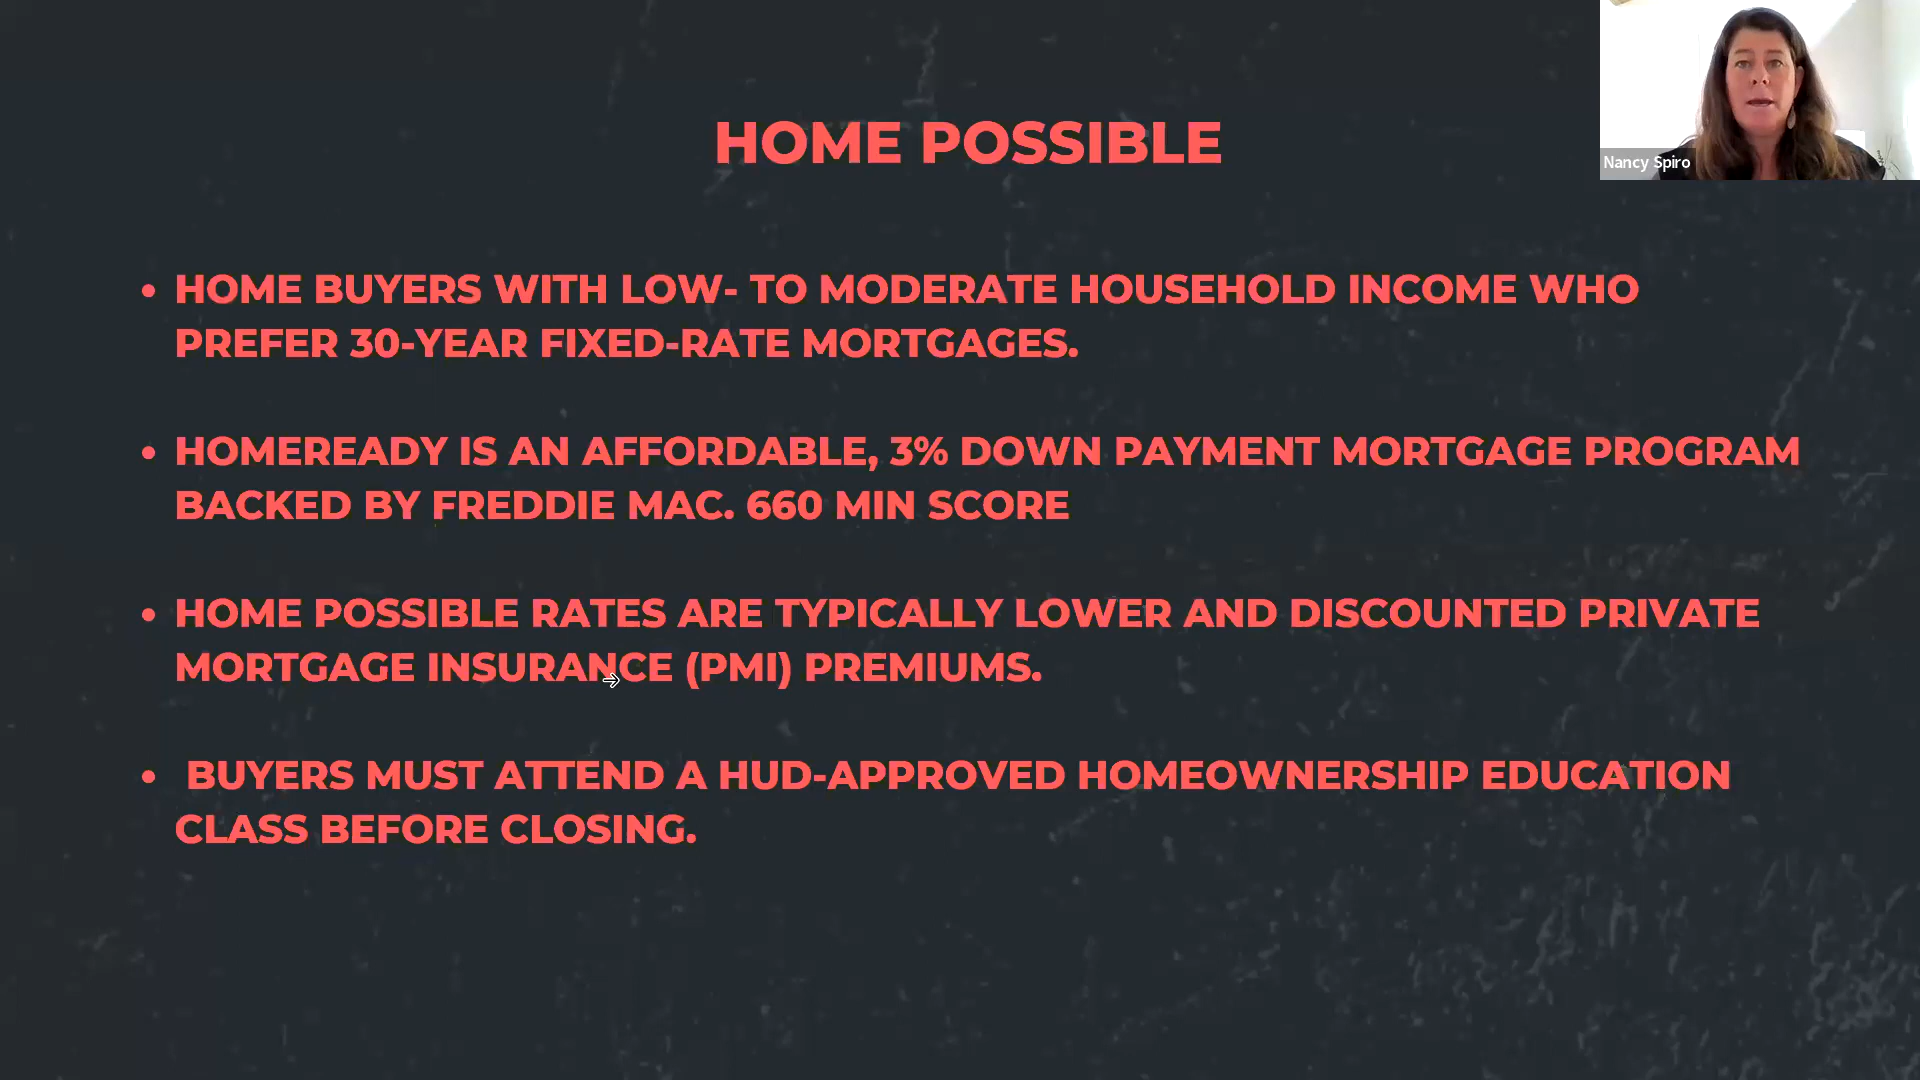 HOME POSSIBLE
Nancy Spiro
• HOME BUYERS WITH LOW- TO MODERATE HOUSEHOLD INCOME WHO
PREFER 30-YEAR FIXED-RATE MORTGAGES.
• HOMEREADY IS AN AFFORDABLE, 3% DOWN PAYMENT MORTGAGE PROGRAM
BACKED BY FREDDIE MAC. 660 MIN SCORE
• HOME POSSIBLE RATES ARE TYPICALLY LOWER AND DISCOUNTED PRIVATE
MORTGAGE INSURANCE (PMI) PREMIUMS.
• BUYERS MUST ATTEND A HUD-APPROVED HOMEOWNERSHIP EDUCATION
CLASS BEFORE CLOSING.